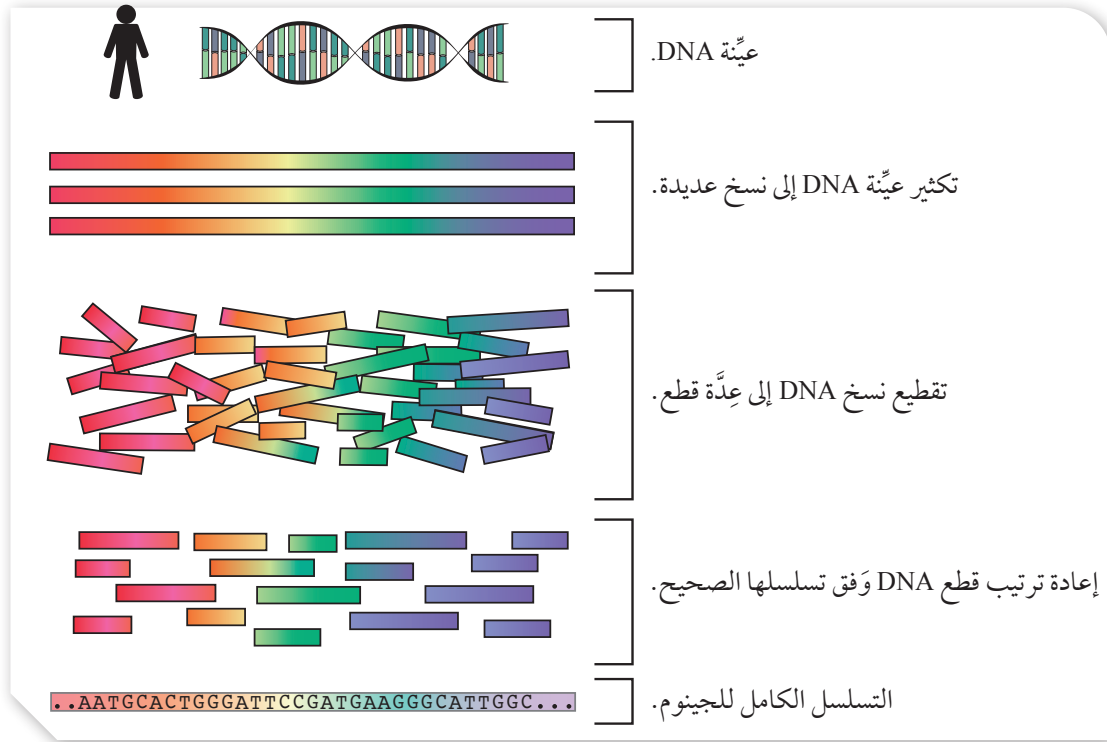 عيِّنة DNA.
تكثير عيِّنة DNA إلى نسخ عديدة.
تقطيع نسخ DNA إلى عِدَّة قطع.
إعادة ترتيب قطع DNA وَفق تسلسلها الصحيح.
..AATGCACTGGGATTCCGATGAAGGGCATTGGC...
التسلسل الكامل للجينوم.